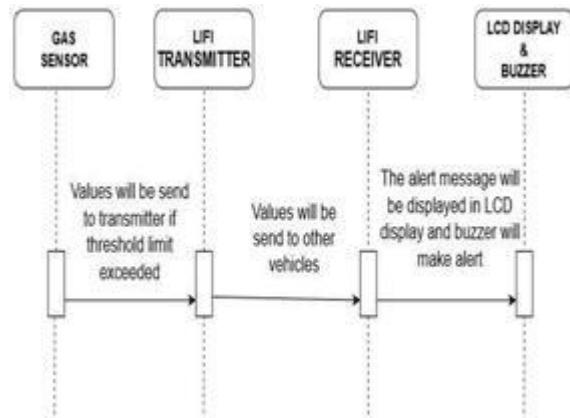 GAS
SENSOR
LIFI
TRANSMITTER
LIFI
RECEIVER
LCD DISPLAY
&
BUZZER
Values will be send
to transmitter if
threshold limit
exceeded
Values will be
send to other
vehicles
The alert message will
be displayed in LCD
display and buzzer will
make alert